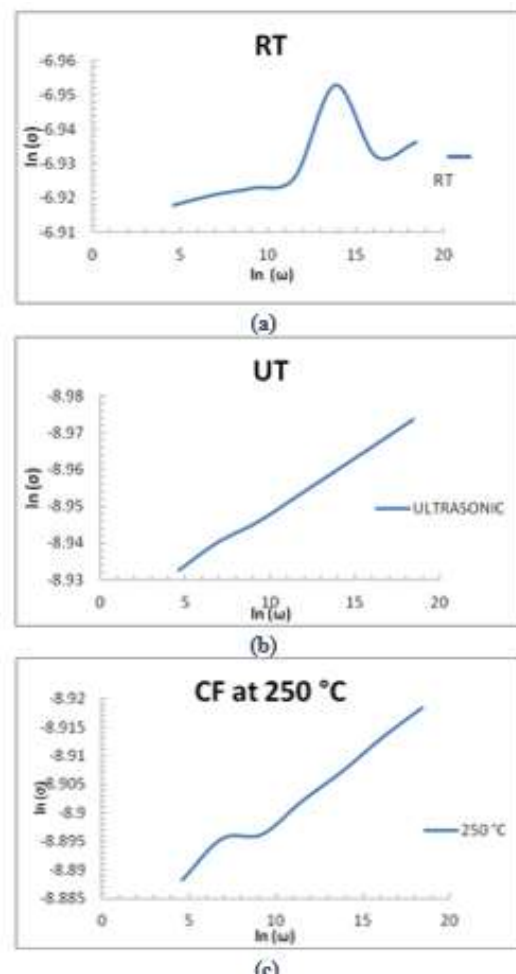 RT
-6.96
-6.95
-6.94
-6.93
-6.92
-6.91
ln (σ)
0 5 10 15 20
ln (ω)
RT
(a)
UT
-8.98
-8.97
-8.96
-8.95
-8.94
-8.93
ln (σ)
0 5 10 15 20
ln (ω)
ULTRASONIC
(b)
CF at 250 °C
-8.92
-8.915
-8.91
-8.905
-8.9
-8.895
-8.89
-8.885
ln (σ)
0 5 10 15 20
ln (ω)
250 °C
(c)